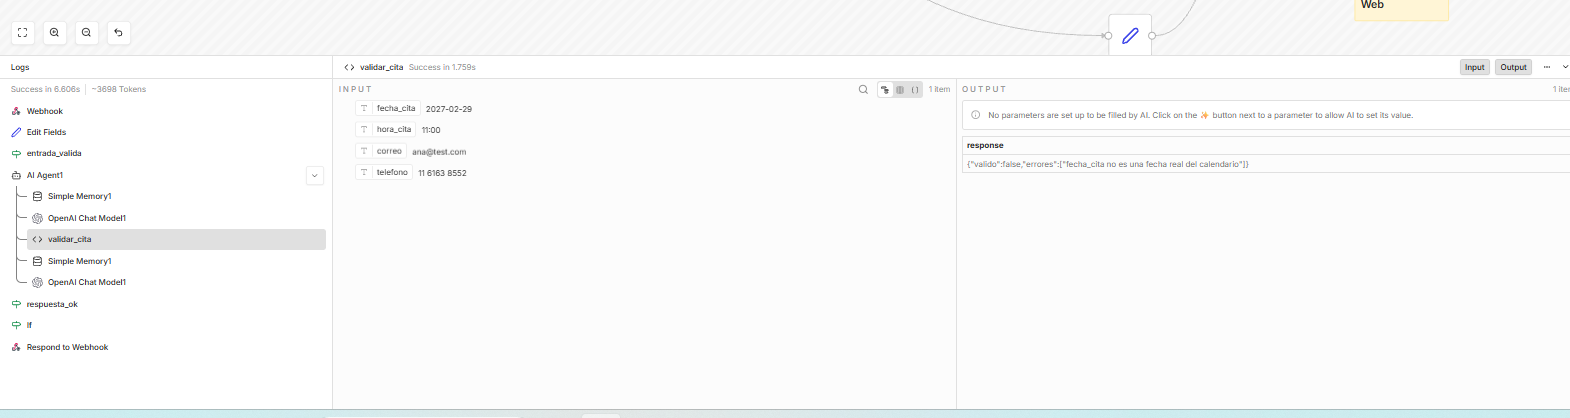 Web
Logs
Success in 6.606s | ~3698 Tokens
Webhook
Edit Fields
entrada_valida
AI Agent1
Simple Memory1
OpenAI Chat Model1
validar_cita
Simple Memory1
OpenAI Chat Model1
respuesta_ok
If
Respond to Webhook
validar_cita Success in 1.759s
INPUT
1 item
T fecha_cita 2027-02-29
T hora_cita 11:00
T correo ana@test.com
T telefono 11 6163 8552
Input Output
OUTPUT
1 item
No parameters are set up to be filled by AI. Click on the ✨ button next to a parameter to allow AI to set its value.
response
{"valido":false,"errores":["fecha_cita no es una fecha real del calendario"]}